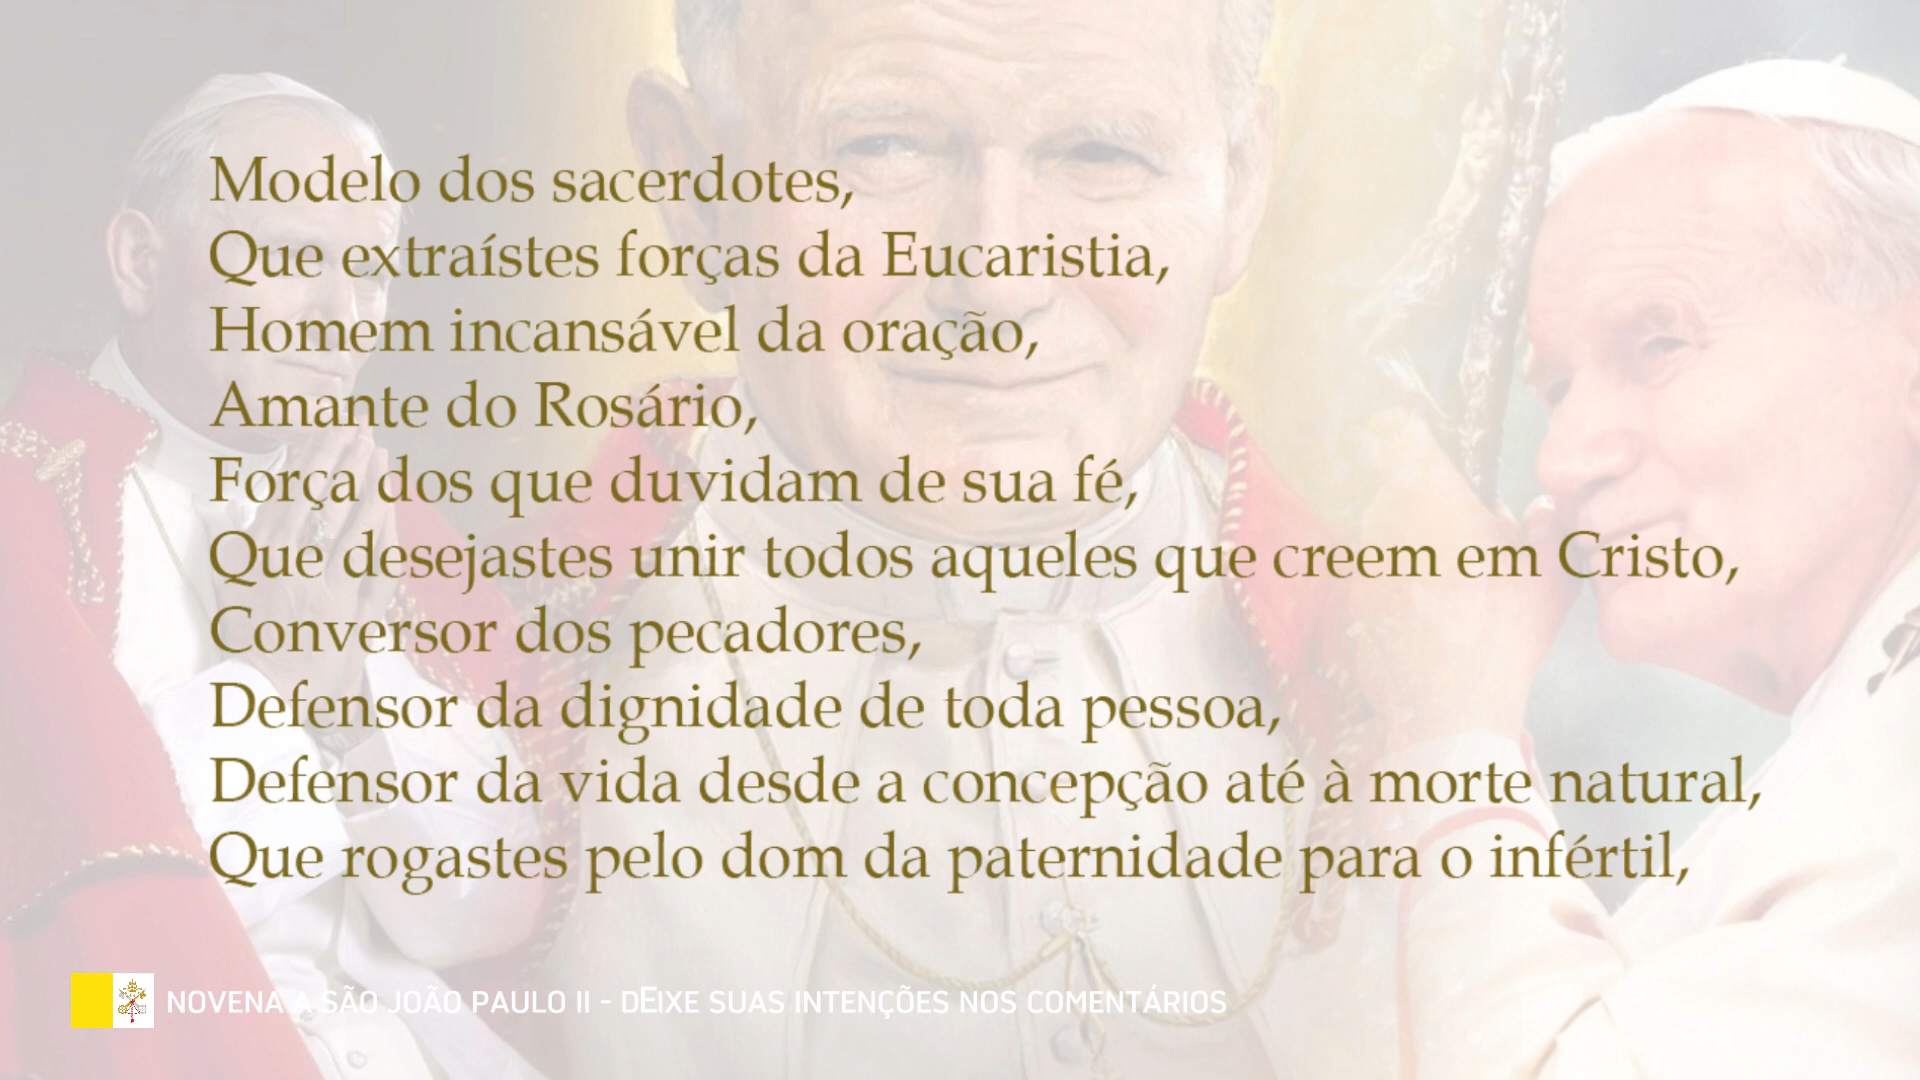 Modelo dos sacerdotes,
Que extraístes forças da Eucaristia,
Homem incansável da oração,
Amante do Rosário,
Força dos que duvidam de sua fé,
Que desejastes unir todos aqueles que creem em Cristo,
Conversor dos pecadores,
Defensor da dignidade de toda pessoa,
Defensor da vida desde a concepção até à morte natural,
Que rogastes pelo dom da paternidade para o infértil,
NOVENA A SÃO JOÃO PAULO II - DEIXE SUAS INTENÇÕES NOS COMENTÁRIOS